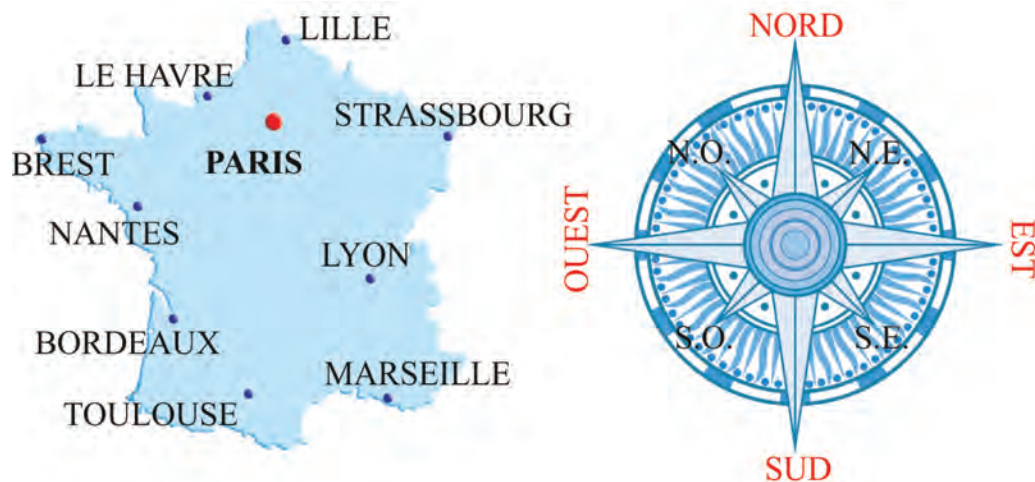 LILLE
LE HAVRE
STRASSBOURG
PARIS
BREST
NANTES
LYON
BORDEAUX
MARSEILLE
TOULOUSE
NORD
N.O.
N.E.
OUEST
EST
S.O.
S.E.
SUD